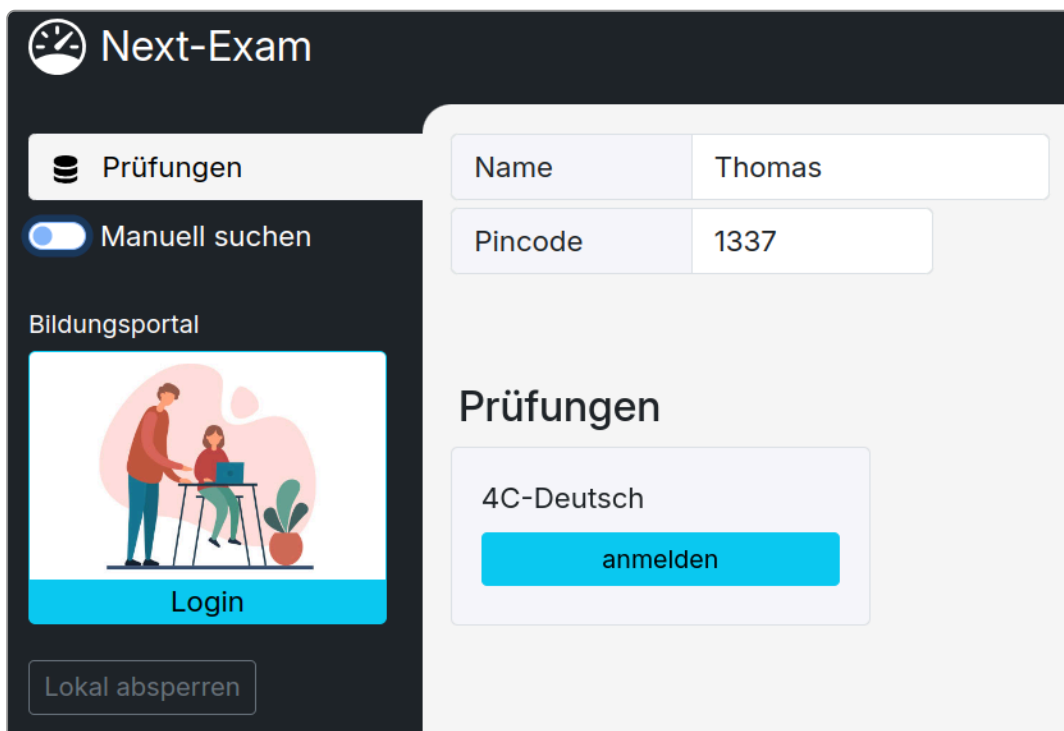 Next-Exam
Prüfungen
Manuell suchen
Bildungsportal
Login
Lokal absperren
Name Thomas
Pincode 1337
Prüfungen
4C-Deutsch
anmelden